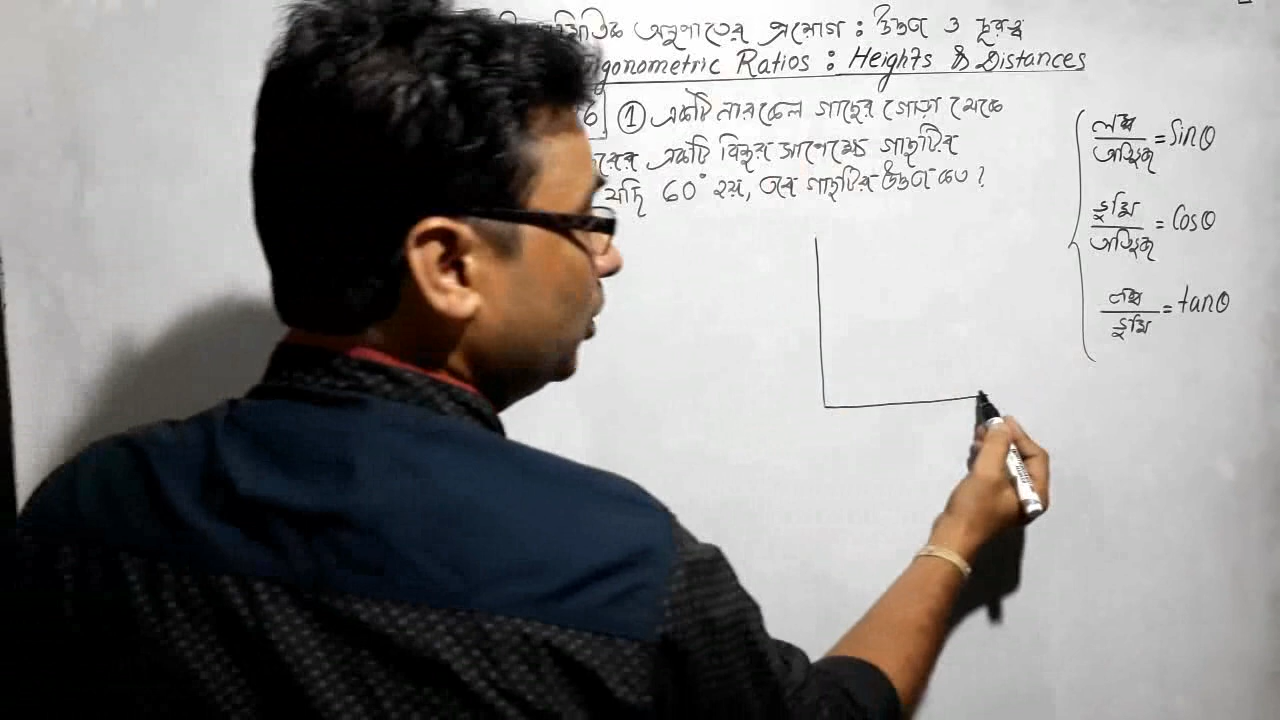 অনুপাতের প্রয়োগ : উচ্চতা ও দূরত্ব
igonometric Ratios : Heights & Distances
① একটি নারকেল গাছের গোড়া থেকে
একটি বিন্দুর সাপেক্ষে গাছটির
যদি 60° হয়, তবে গাছটির উচ্চতা কত ?
লম্ব / অতিভুজ = Sinθ
ভূমি / অতিভুজ = Cosθ
লম্ব / ভূমি = tanθ